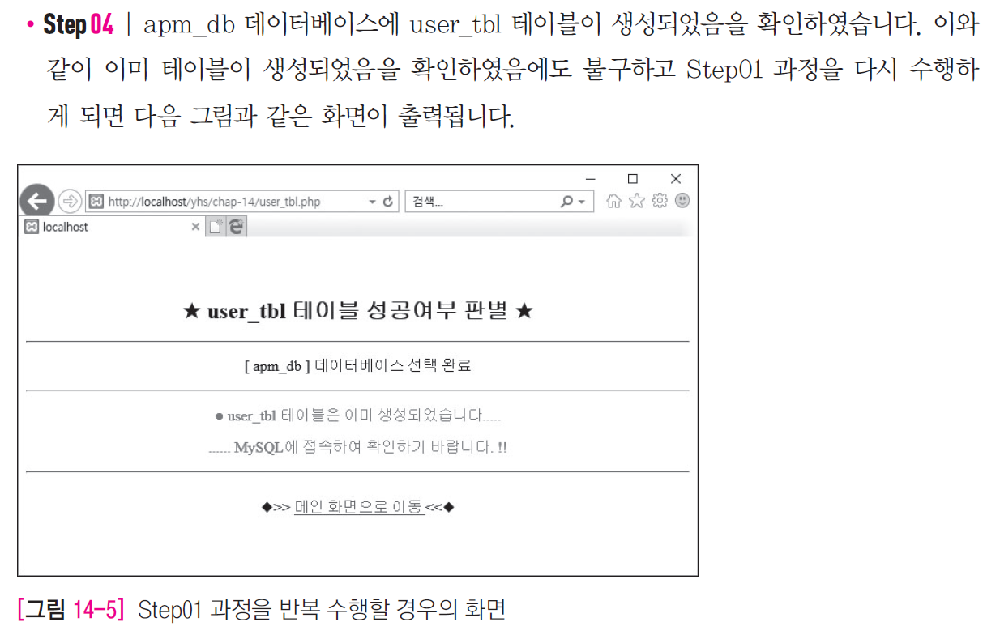 • Step 04 | apm_db 데이터베이스에 user_tbl 테이블이 생성되었음을 확인하였습니다. 이와
같이 이미 테이블이 생성되었음을 확인하였음에도 불구하고 Step01 과정을 다시 수행하
게 되면 다음 그림과 같은 화면이 출력됩니다.
http://localhost/yhs/chap-14/user_tbl.php 검색...
localhost
★ user_tbl 테이블 성공여부 판별 ★
[ apm_db ] 데이터베이스 선택 완료
● user_tbl 테이블은 이미 생성되었습니다.....
...... MySQL에 접속하여 확인하기 바랍니다. !!
◆>> 메인 화면으로 이동 <<◆
[그림 14-5] Step01 과정을 반복 수행할 경우의 화면